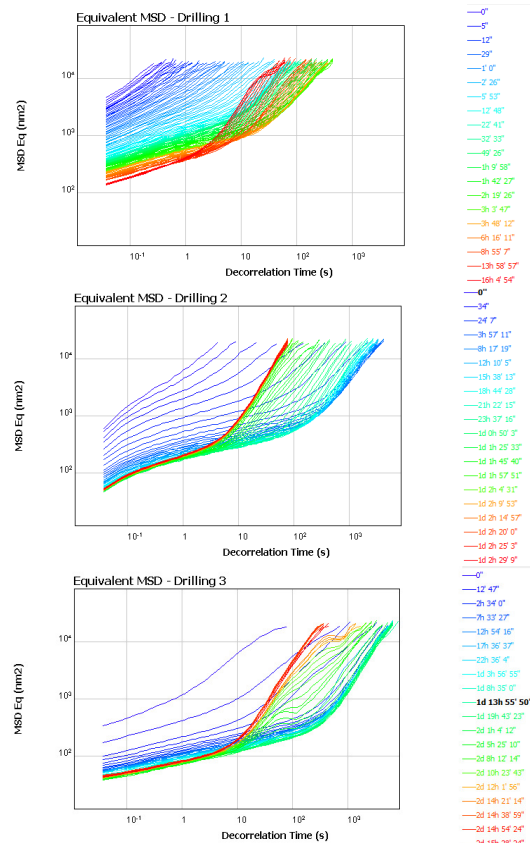 Equivalent MSD - Drilling 1
MSD Eq (nm2)
10⁴
10³
10²
10⁻¹
1
10
10²
10³
Decorrelation Time (s)
0"
5"
12"
29"
1' 0"
2' 26"
5' 53"
12' 48"
22' 41"
32' 33"
49' 26"
1h 9' 58"
1h 42' 27"
2h 19' 26"
3h 3' 47"
3h 48' 12"
6h 16' 11"
8h 55' 7"
13h 58' 57"
16h 4' 54"
Equivalent MSD - Drilling 2
MSD Eq (nm2)
10⁴
10³
10²
10⁻¹
1
10
10²
10³
Decorrelation Time (s)
0"
34"
24' 7"
3h 57' 11"
8h 17' 19"
12h 10' 5"
15h 38' 13"
18h 44' 28"
21h 22' 15"
23h 37' 16"
1d 0h 50' 3"
1d 1h 25' 33"
1d 1h 45' 40"
1d 1h 57' 51"
1d 2h 4' 31"
1d 2h 9' 53"
1d 2h 14' 57"
1d 2h 20' 0"
1d 2h 25' 3"
1d 2h 29' 9"
Equivalent MSD - Drilling 3
MSD Eq (nm2)
10⁴
10³
10²
10⁻¹
1
10
10²
10³
Decorrelation Time (s)
0"
12' 47"
2h 34' 0"
7h 33' 27"
12h 54' 16"
17h 36' 37"
22h 36' 4"
1d 3h 56' 55"
1d 8h 35' 0"
1d 13h 55' 50"
1d 19h 43' 23"
2d 1h 4' 12"
2d 5h 25' 10"
2d 8h 12' 14"
2d 10h 23' 43"
2d 12h 1' 56"
2d 14h 21' 14"
2d 14h 38' 59"
2d 14h 54' 24"